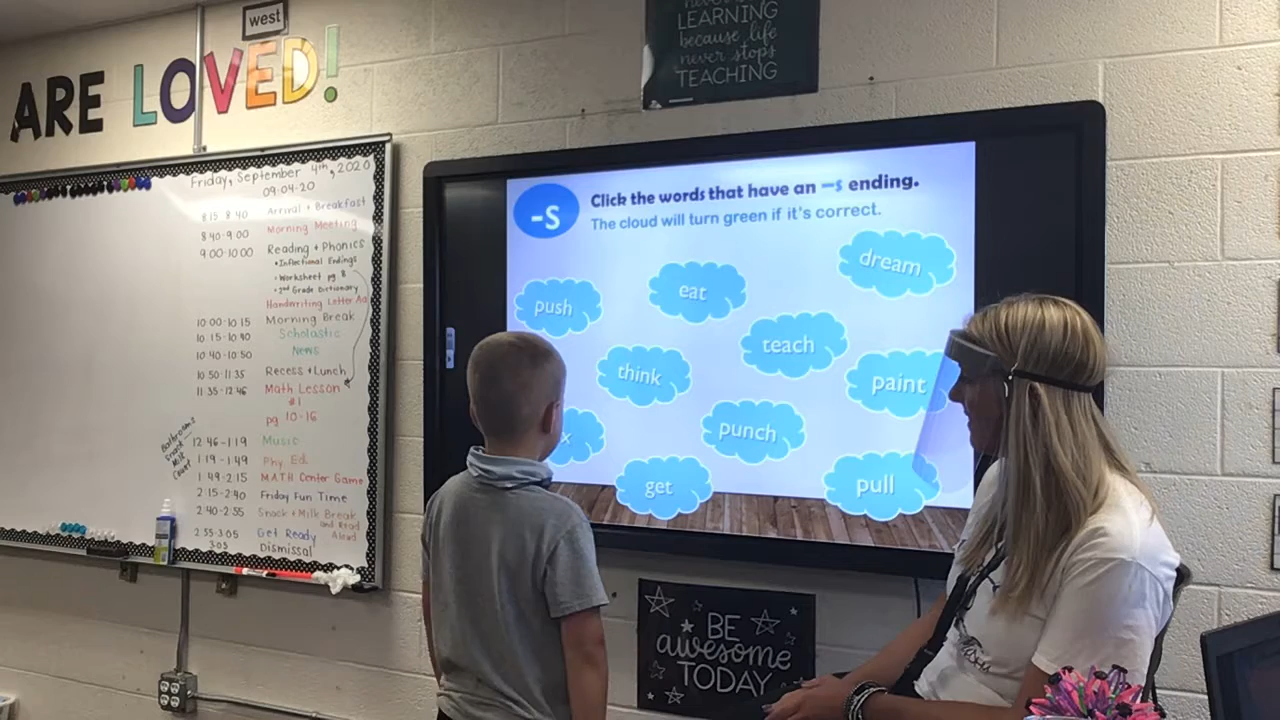 west
ARE LOVED!
LEARNING
because life
never stops
TEACHING
Friday, September 4th, 2020
09-04-20
8:15-8:40 Arrival + Breakfast
8:40-9:00 Morning Meeting
9:00-10:00 Reading + Phonics
• Inflectional Endings
• Worksheet pg 8
• 2nd Grade Dictionary
Handwriting Letter Aa
10:00-10:15 Morning Break
10:15-10:40 Scholastic
News
10:40-10:50
10:50-11:35 Recess + Lunch
11:35-12:46 Math Lesson
#1
pg 10-16
Bathrooms
Snack
Milk
Count
12:46-1:19 Music
1:19-1:49 Phy. Ed.
1:49-2:15 MATH Center Game
2:15-2:40 Friday Fun Time
2:40-2:55 Snack + Milk Break
and Read
Aloud
2:55-3:05 Get Ready
3:05 Dismissal
-S
Click the words that have an -s ending.
The cloud will turn green if it's correct.
dream
push
eat
teach
think
paint
x
punch
get
pull
BE
awesome
TODAY